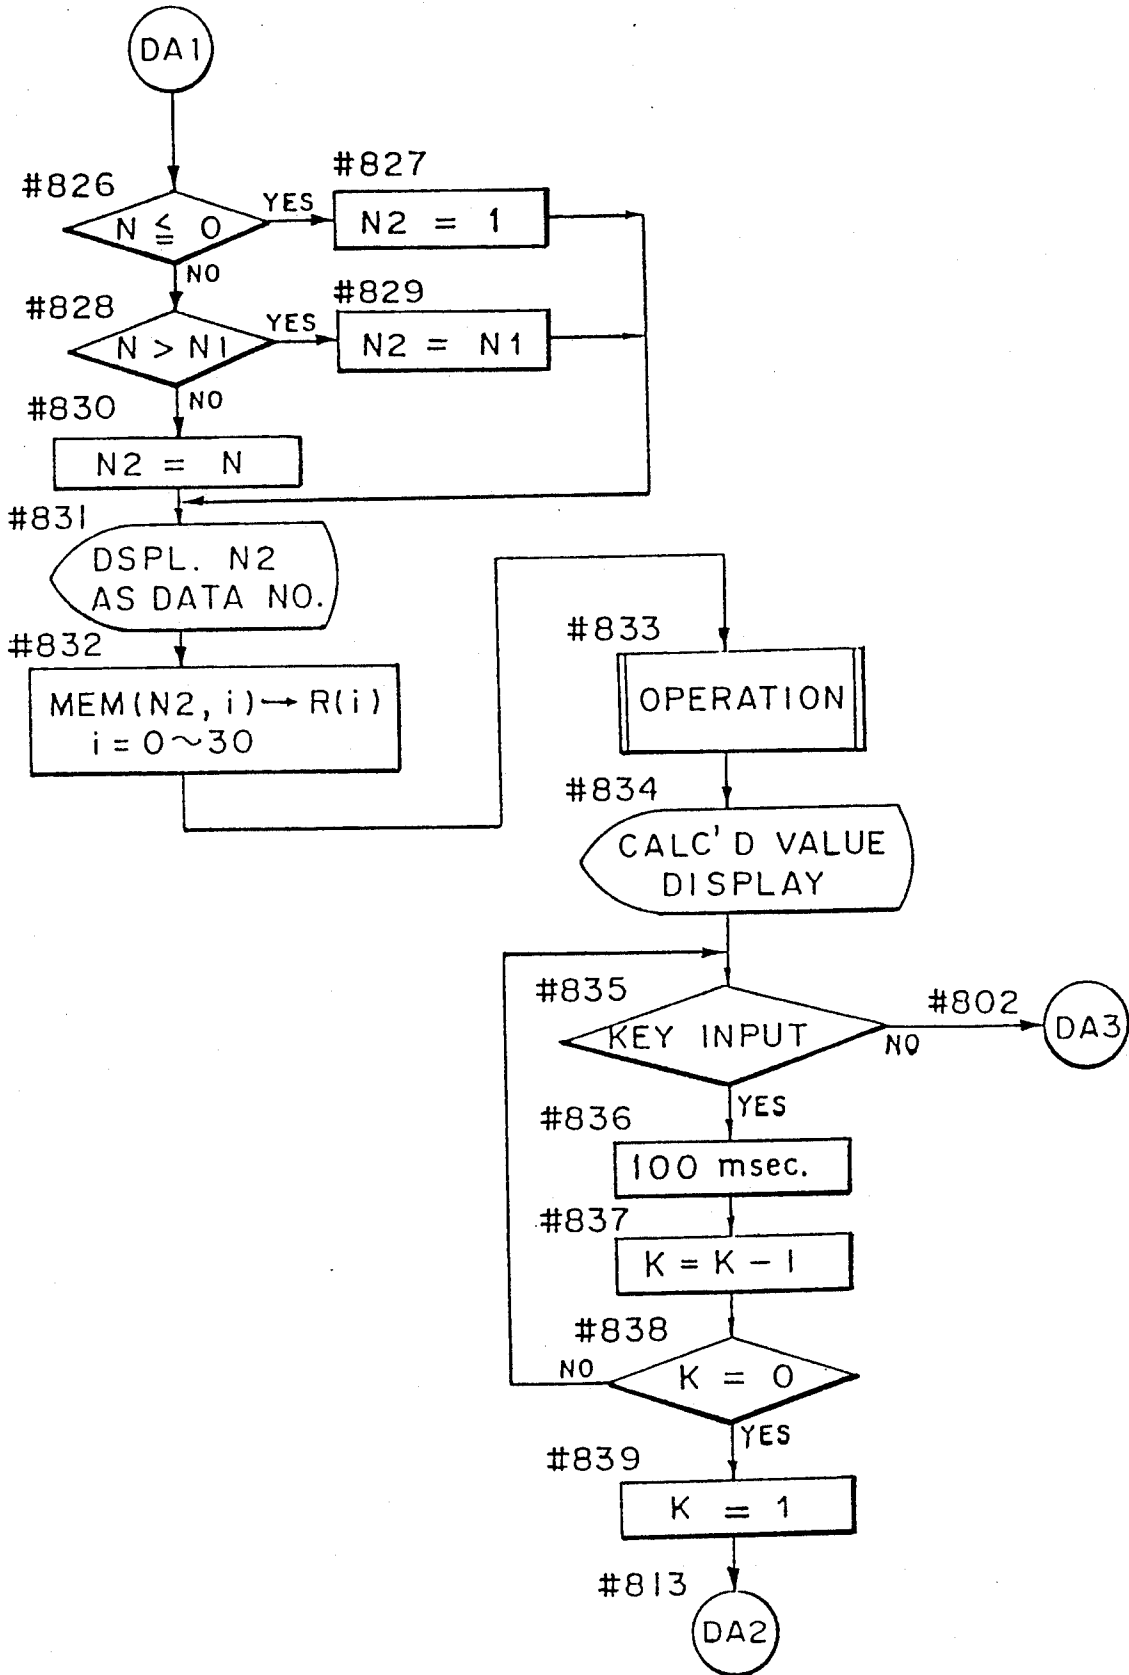 DA1
#826
N ≦ 0
YES
#827
N2 = 1
NO
#828
N > N1
YES
#829
N2 = N1
NO
#830
N2 = N
#831
DSPL. N2
AS DATA NO.
#832
MEM(N2, i) → R(i)
i = 0~30
#833
OPERATION
#834
CALC'D VALUE
DISPLAY
#835
KEY INPUT
NO
#802
DA3
YES
#836
100 msec.
#837
K = K - 1
#838
K = 0
NO
YES
#839
K = 1
#813
DA2